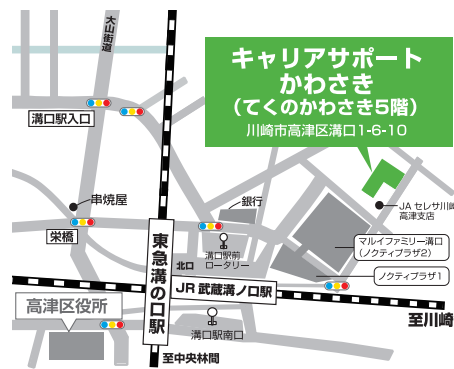 大山街道
キャリアサポート
かわさき
（てくのかわさき5階）
川崎市高津区溝口1-6-10
溝口駅入口
串焼屋
銀行
JA セレサ川崎
高津支店
栄橋
東急溝の口駅
北口
溝口駅前
ロータリー
マルイファミリー溝口
（ノクティプラザ2）
ノクティプラザ1
JR 武蔵溝ノ口駅
高津区役所
溝口駅南口
至川崎
至中央林間